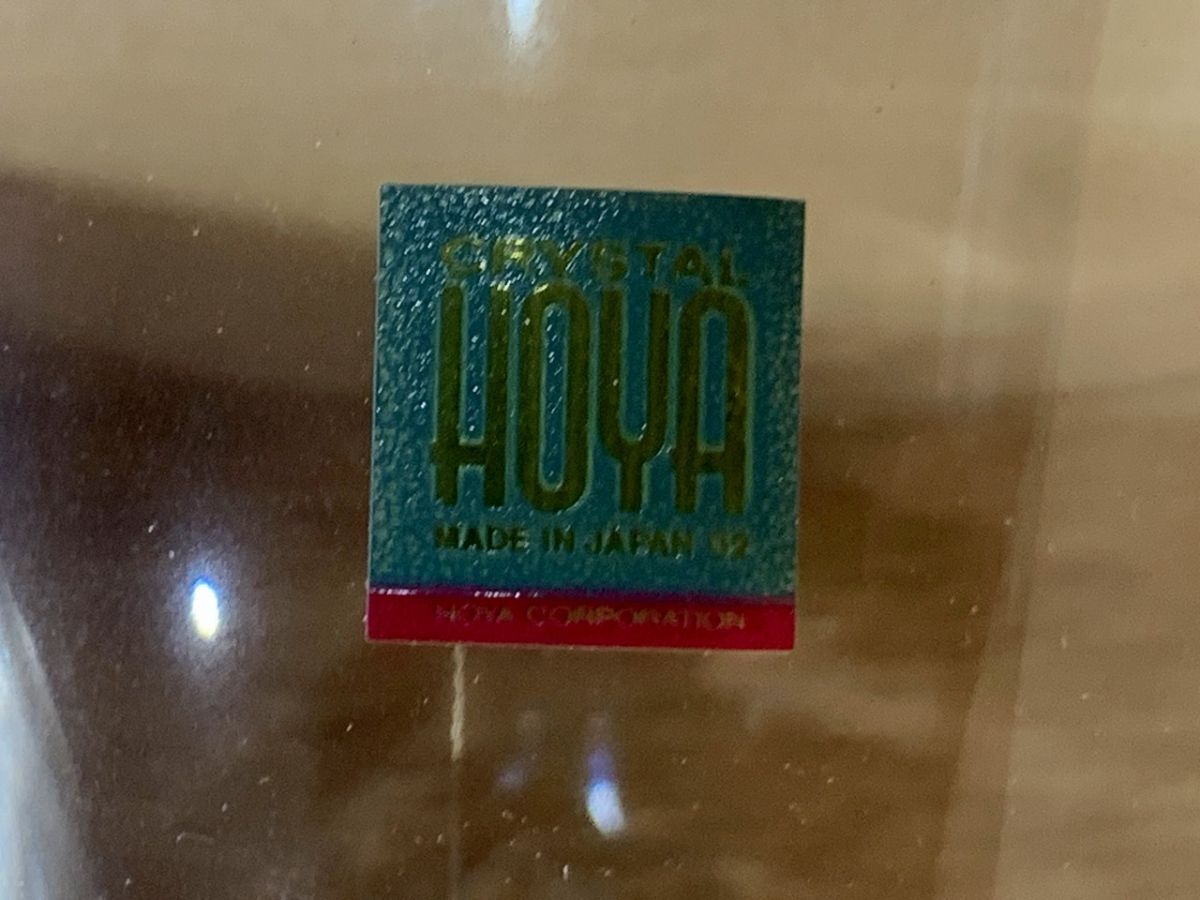 CRYSTAL
HOYA
MADE IN JAPAN '92
HOYA CORPORATION